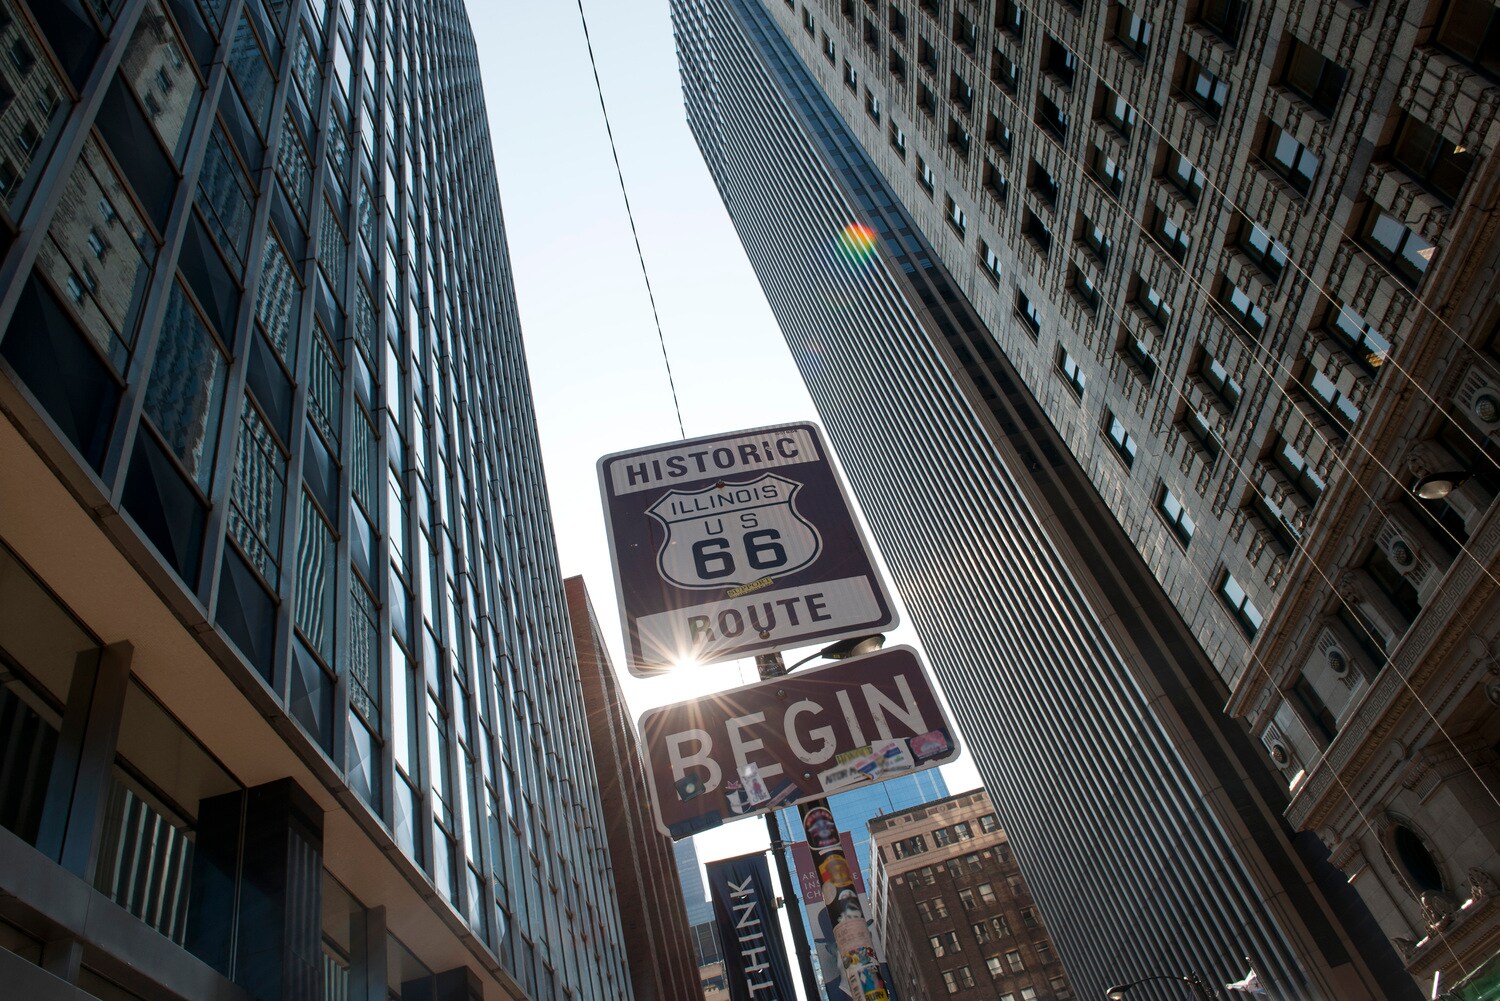 HISTORIC
ILLINOIS
U S
66
ROUTE
BEGIN
THINK